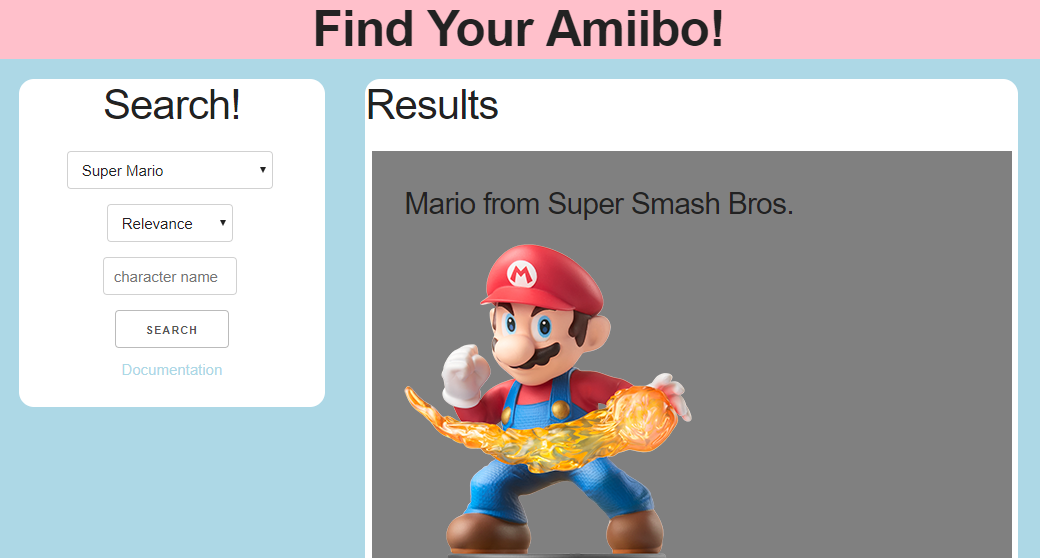 Find Your Amiibo!
Search!
Super Mario
Relevance
character name
SEARCH
Documentation
Results
Mario from Super Smash Bros.
M